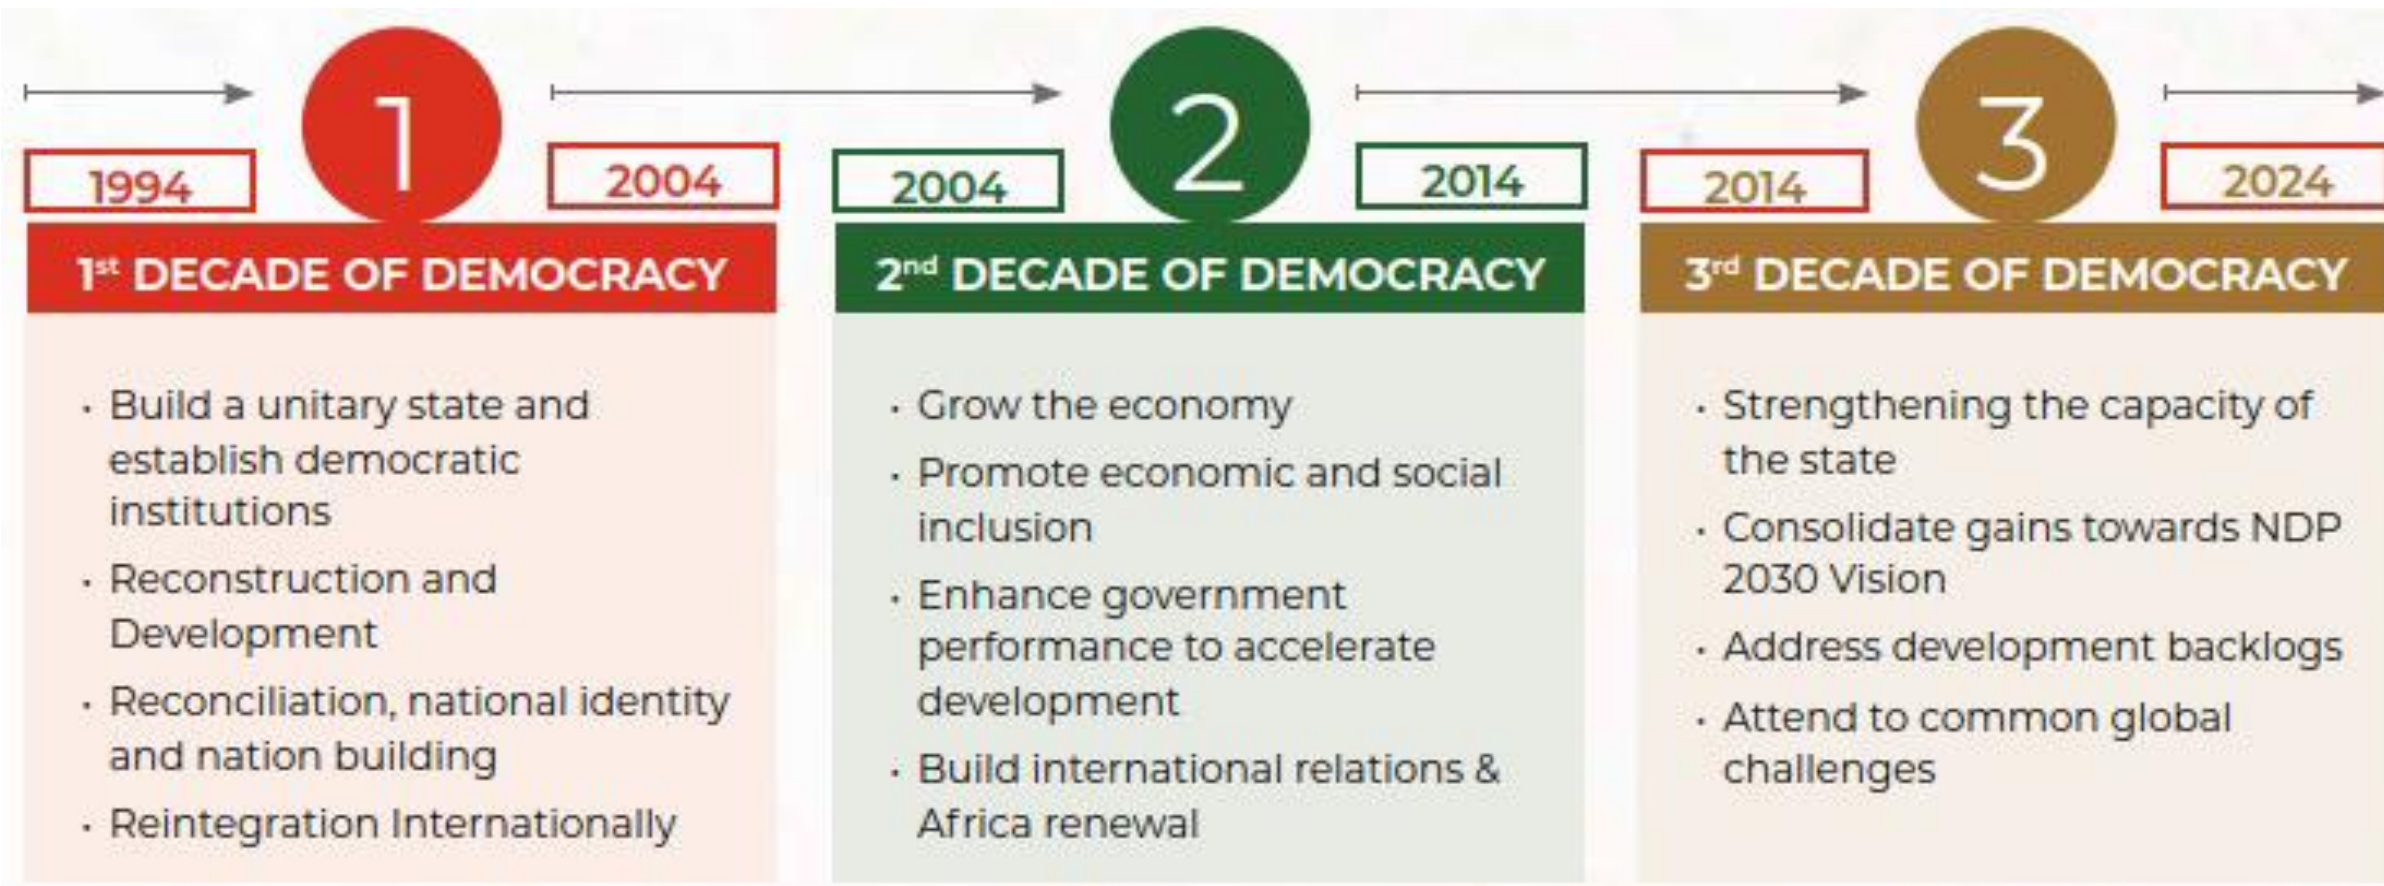 1
1994
2004
1st DECADE OF DEMOCRACY
· Build a unitary state and
establish democratic
institutions
· Reconstruction and
Development
· Reconciliation, national identity
and nation building
· Reintegration Internationally
2
2004
2014
2nd DECADE OF DEMOCRACY
· Grow the economy
· Promote economic and social
inclusion
· Enhance government
performance to accelerate
development
· Build international relations &
Africa renewal
3
2014
2024
3rd DECADE OF DEMOCRACY
· Strengthening the capacity of
the state
· Consolidate gains towards NDP
2030 Vision
· Address development backlogs
· Attend to common global
challenges